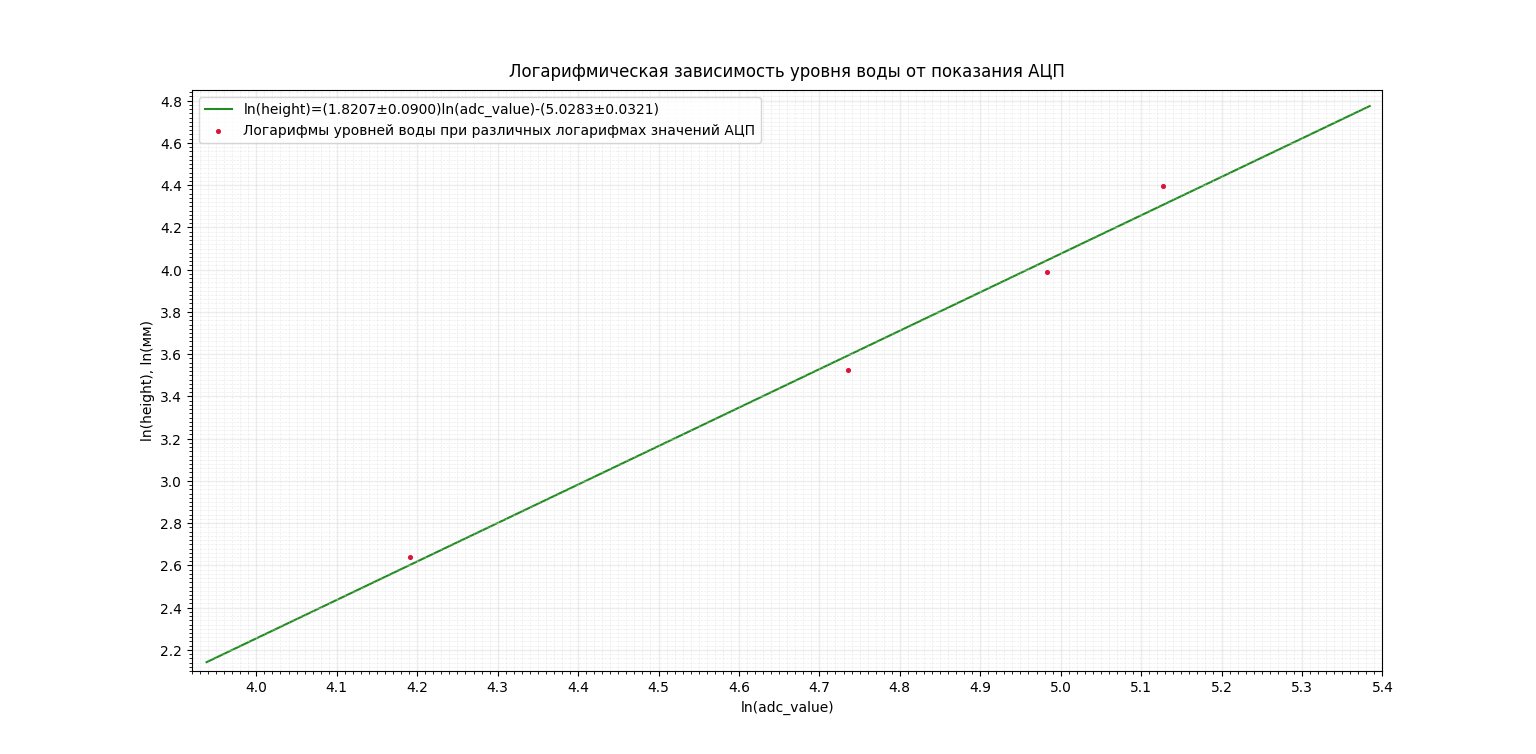 Логарифмическая зависимость уровня воды от показания АЦП
ln(height)=(1.8207±0.0900)ln(adc_value)-(5.0283±0.0321)
Логарифмы уровней воды при различных логарифмах значений АЦП
4.8
4.6
4.4
4.2
4.0
3.8
3.6
3.4
3.2
3.0
2.8
2.6
2.4
2.2
ln(height), ln(мм)
4.0 4.1 4.2 4.3 4.4 4.5 4.6 4.7 4.8 4.9 5.0 5.1 5.2 5.3 5.4
ln(adc_value)